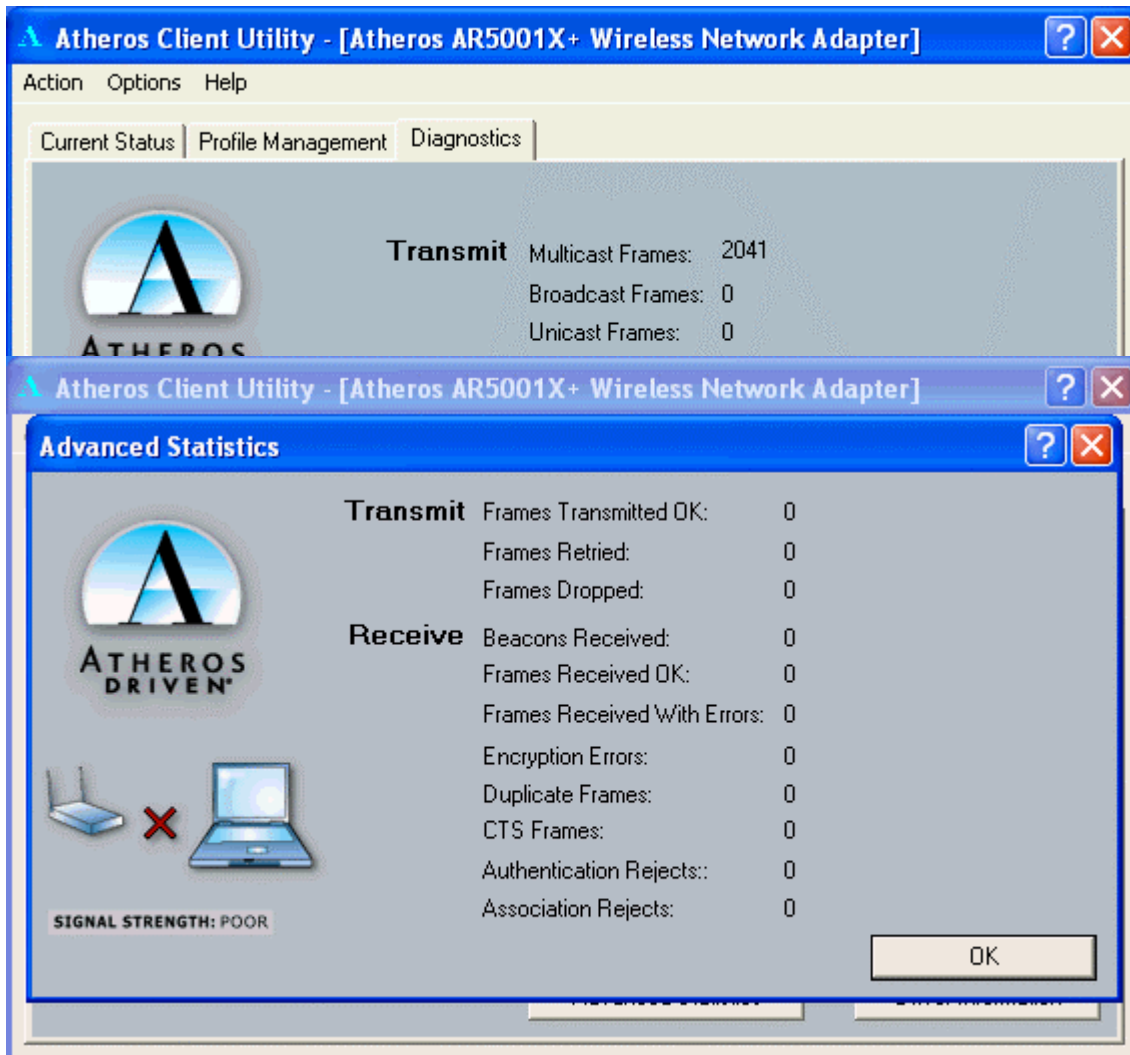 Atheros Client Utility - [Atheros AR5001X+ Wireless Network Adapter]
Action Options Help
Current Status Profile Management Diagnostics
Transmit Multicast Frames: 2041
Broadcast Frames: 0
Unicast Frames: 0
ATHEROS
Atheros Client Utility - [Atheros AR5001X+ Wireless Network Adapter]
Advanced Statistics
Transmit Frames Transmitted OK: 0
Frames Retried: 0
Frames Dropped: 0
Receive Beacons Received: 0
Frames Received OK: 0
Frames Received With Errors: 0
Encryption Errors: 0
Duplicate Frames: 0
CTS Frames: 0
Authentication Rejects:: 0
Association Rejects: 0
ATHEROS
DRIVEN®
SIGNAL STRENGTH: POOR
OK